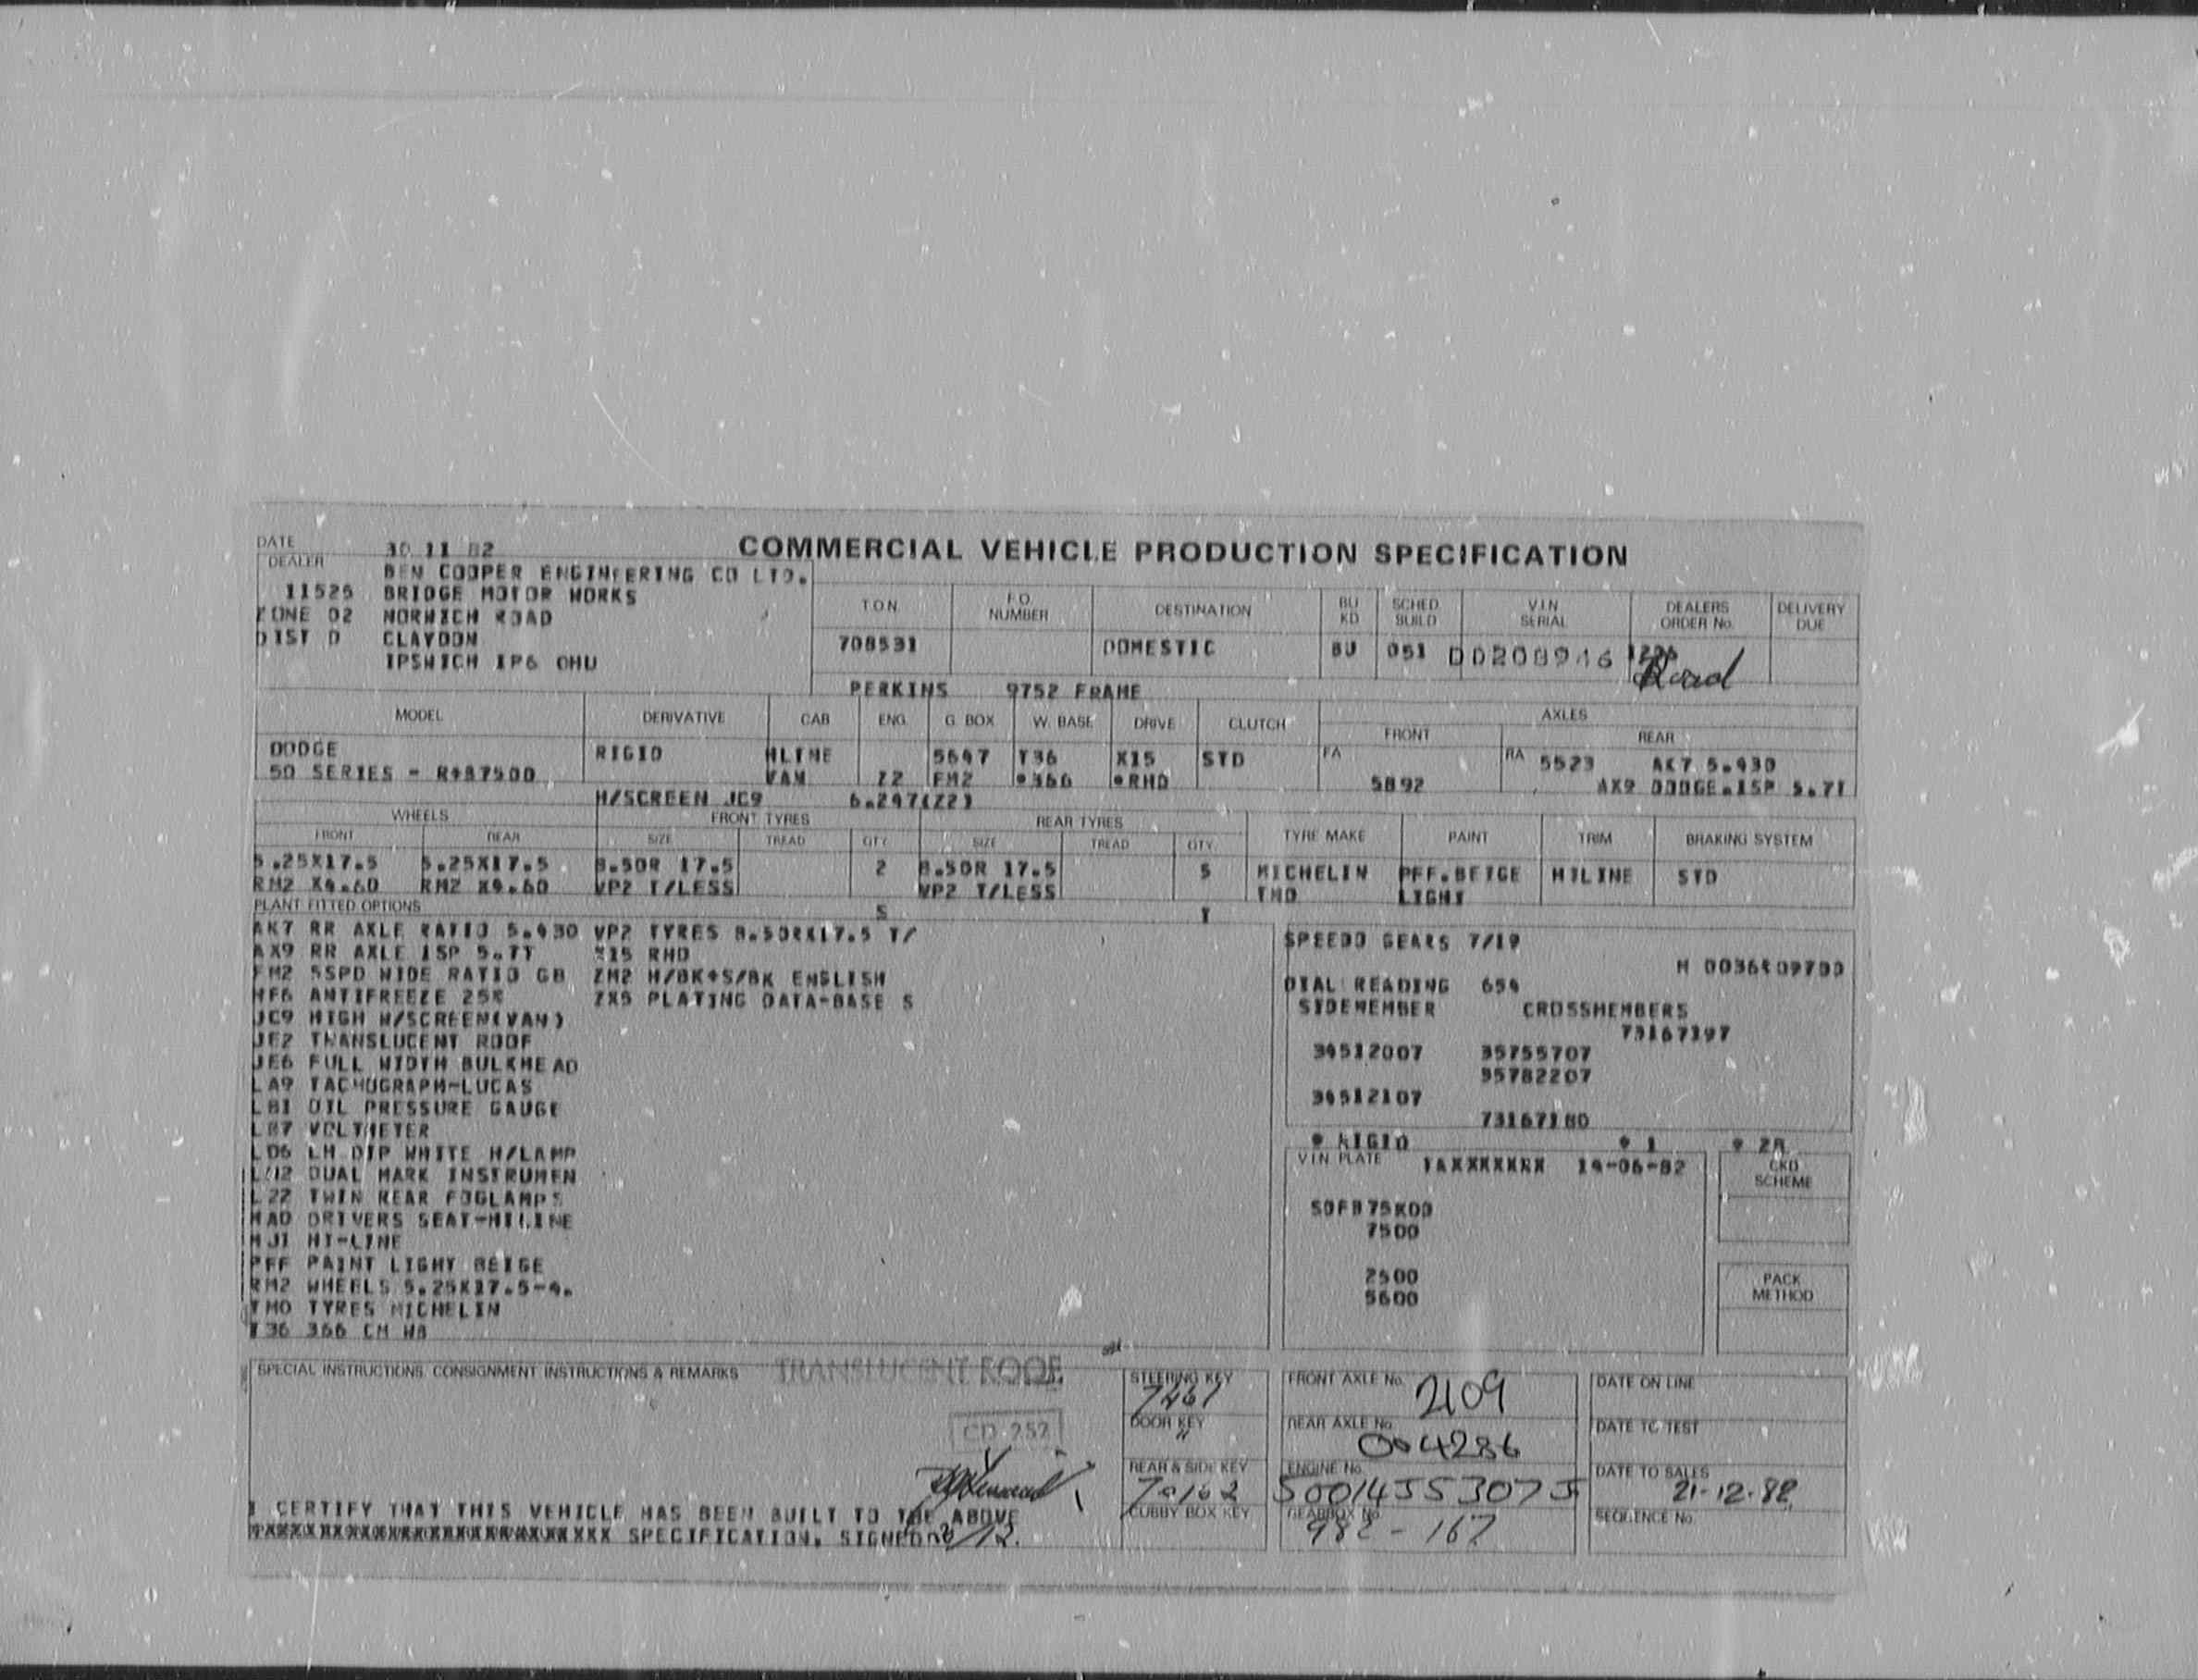 DATE 30 11 82 COMMERCIAL VEHICLE PRODUCTION SPECIFICATION
DEALER BEN COOPER ENGINEERING CO LTD.
11525 BRIDGE MOTOR WORKS
ZONE 02 NORWICH ROAD
DIST D CLAYDON
IPSWICH IP6 OHU
T.O.N. F.O. NUMBER DESTINATION BU KD SCHED BUILD V.I.N SERIAL DEALERS ORDER No. DELIVERY DUE
708531 DOMESTIC BU 051 DD208946
PERKINS 9752 FRAME
MODEL DERIVATIVE CAB ENG. G. BOX W. BASE DRIVE CLUTCH AXLES
FRONT REAR
DODGE RIGID HLINE 5647 T36 X15 STD FA RA 5523 AK7 5.430
50 SERIES - VAN Z2 FM2 *366 *RHD 5892 AX9 DODGE.1SP 5.7T
H/SCREEN JC9 6.247(Z2)
WHEELS FRONT TYRES REAR TYRES TYRE MAKE PAINT TRIM BRAKING SYSTEM
FRONT REAR SIZE TREAD QTY. SIZE TREAD QTY.
5.25X17.5 5.25X17.5 8.50R 17.5 2 8.50R 17.5 5 MICHELIN PFF.BEIGE HILINE STD
RM2 X4.60 RM2 X4.60 VP2 T/LESS VP2 T/LESS TMO LIGHT
PLANT FITTED OPTIONS S T
AK7 RR AXLE RATIO 5.430 VP2 TYRES 8.50RX17.5 T/
AX9 RR AXLE 1SP 5.7T X15 RHD
FM2 5SPD WIDE RATIO GB ZM2 H/BK+S/BK ENGLISH
HF6 ANTIFREEZE 25% ZX5 PLATING DATA-BASE S
JC9 HIGH W/SCREEN(VAN)
JE2 TRANSLUCENT ROOF
JE6 FULL WIDTH BULKHEAD
LA9 TACHOGRAPH-LUCAS
LB1 OIL PRESSURE GAUGE
LB7 VOLTMETER
LD6 LH DIP WHITE H/LAMP
DUAL MARK INSTRUMEN
L22 TWIN REAR FOGLAMPS
MAD DRIVERS SEAT-HILINE
MJ1 HI-LINE
PFF PAINT LIGHT BEIGE
RM2 WHEELS 5.25X17.5-4.
TMO TYRES MICHELIN
T36 366 CM WB
SPEEDO GEARS 7/19
DIAL READING 654
SIDEMEMBER CROSSMEMBERS
73167197
34512007 35755707
35782207
34512107
73167180
* RIGID * 1 * 2R
V.I.N. PLATE 14-06-82 CKD SCHEME
7500
2500
5600
PACK METHOD
SPECIAL INSTRUCTIONS. CONSIGNMENT INSTRUCTIONS & REMARKS TRANSLUCENT ROOF
CD 252
I CERTIFY THAT THIS VEHICLE HAS BEEN BUILT TO THE ABOVE
SPECIFICATION, SIGNED
STEERING KEY 7261
DOOR KEY "
REAR & SIDE KEY
CUBBY BOX KEY
FRONT AXLE No. 2109
REAR AXLE No. 004286
ENGINE No.
GEARBOX No. 982-167
DATE ON LINE
DATE TO TEST
DATE TO SALES 21-12-82
SEQUENCE No.